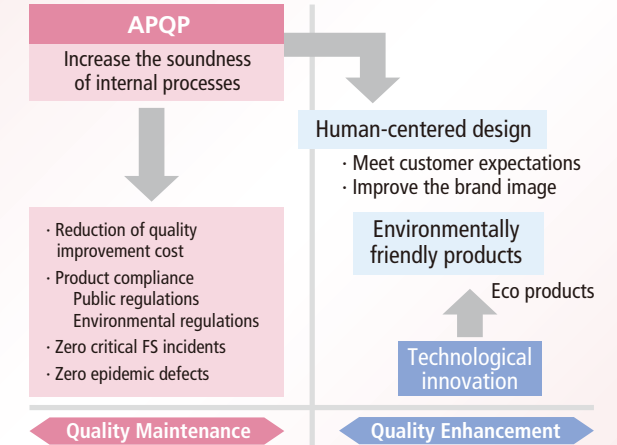 APQP
Increase the soundness
of internal processes
· Reduction of quality
improvement cost
· Product compliance
Public regulations
Environmental regulations
· Zero critical FS incidents
· Zero epidemic defects
Quality Maintenance
Human-centered design
· Meet customer expectations
· Improve the brand image
Environmentally
friendly products
Eco products
Technological
innovation
Quality Enhancement